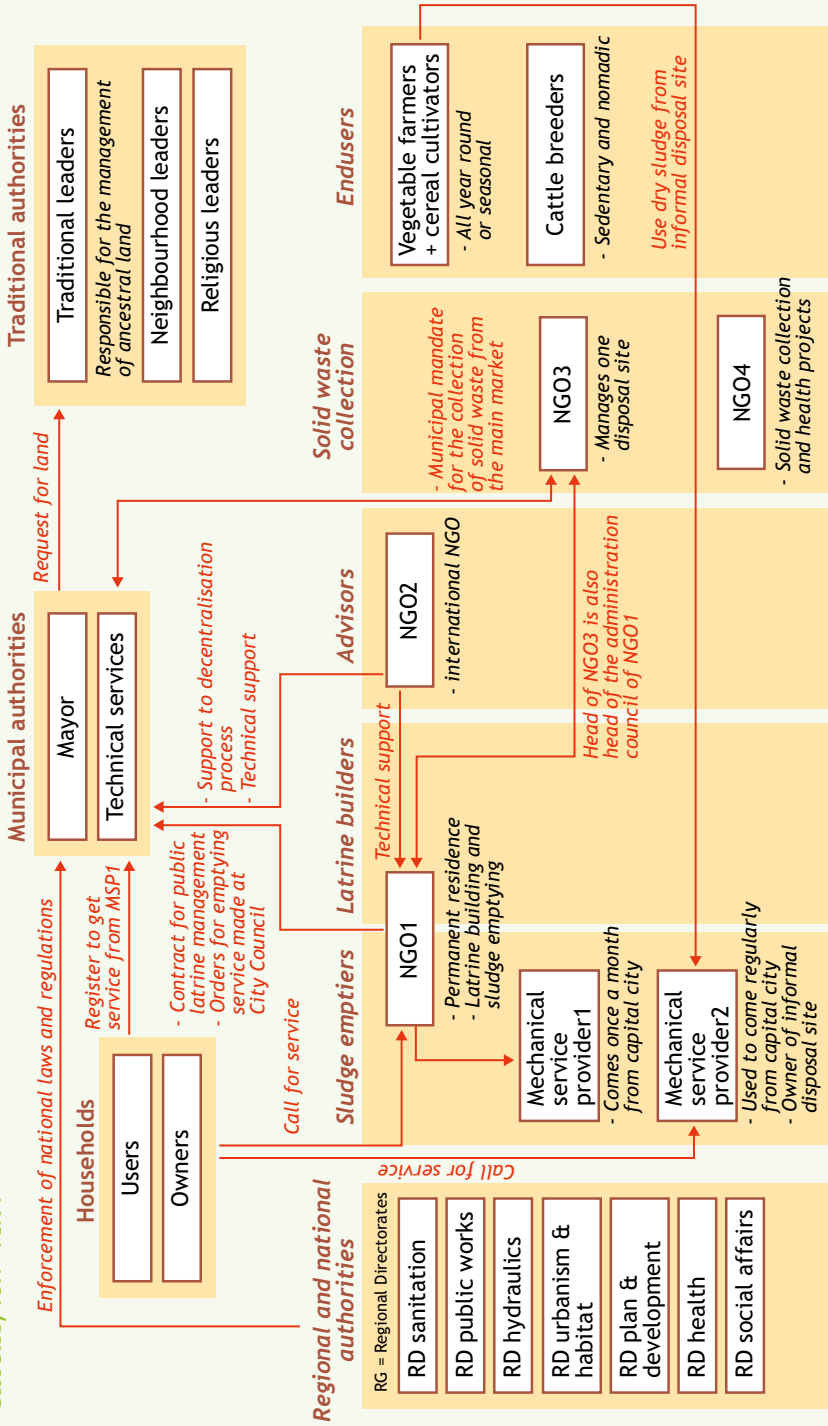 Traditional authorities
Traditional leaders
Responsible for the management
of ancestral land
Neighbourhood leaders
Religious leaders
Request for land
Municipal authorities
Mayor
Technical services
Enforcement of national laws and regulations
Register to get
service from MSP1
Households
Users
Owners
- Contract for public
latrine management
- Orders for emptying
service made at
City Council
- Support to decentralisation
process
- Technical support
- Municipal mandate
for the collection
of solid waste from
the main market
Call for service
Call for service
Regional and national
authorities
RG = Regional Directorates
RD sanitation
RD public works
RD hydraulics
RD urbanism &
habitat
RD plan &
development
RD health
RD social affairs
Sludge emptiers
Latrine builders
NGO1
- Permanent residence
- Latrine building and
sludge emptying
Mechanical
service
provider1
- Comes once a month
from capital city
Mechanical
service
provider2
- Used to come regularly
from capital city
- Owner of informal
disposal site
Technical support
Advisors
NGO2
- international NGO
Head of NGO3 is also
head of the administration
council of NGO1
Solid waste
collection
NGO3
- Manages one
disposal site
NGO4
- Solid waste collection
and health projects
Endusers
Vegetable farmers
+ cereal cultivators
- All year round
or seasonal
Cattle breeders
- Sedentary and nomadic
Use dry sludge from
informal disposal site